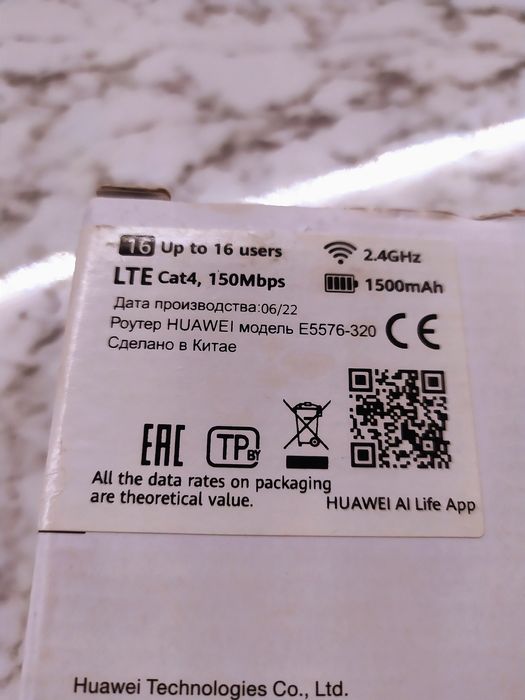 16 Up to 16 users 2.4GHz
LTE Cat4, 150Mbps 1500mAh
Дата производства:06/22
Роутер HUAWEI модель E5576-320
Сделано в Китае
CE
EAC TP BY
All the data rates on packaging
are theoretical value.
HUAWEI AI Life App
Huawei Technologies Co., Ltd.